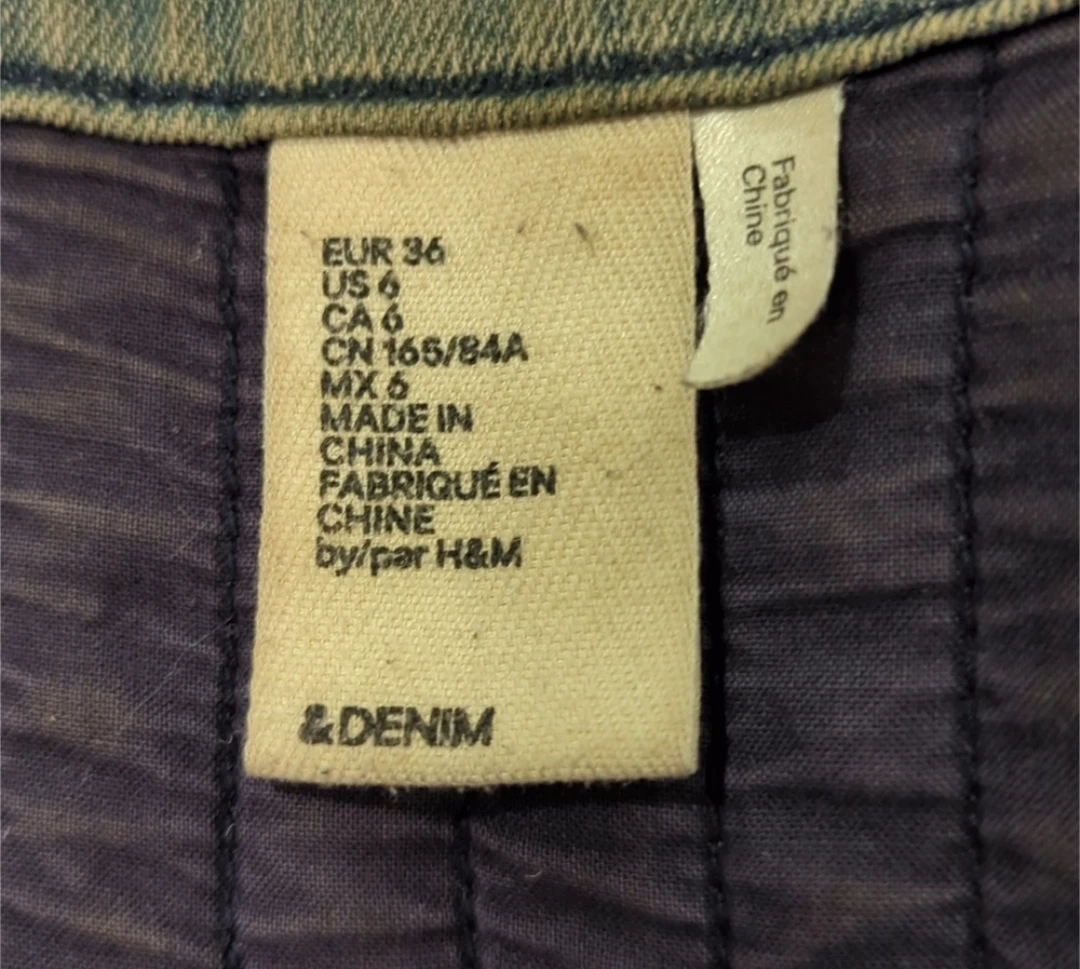 EUR 36
US 6
CA 6
CN 165/84A
MX 6
MADE IN
CHINA
FABRIQUÉ EN
CHINE
by/par H&M
&DENIM
Fabriqué en
Chine